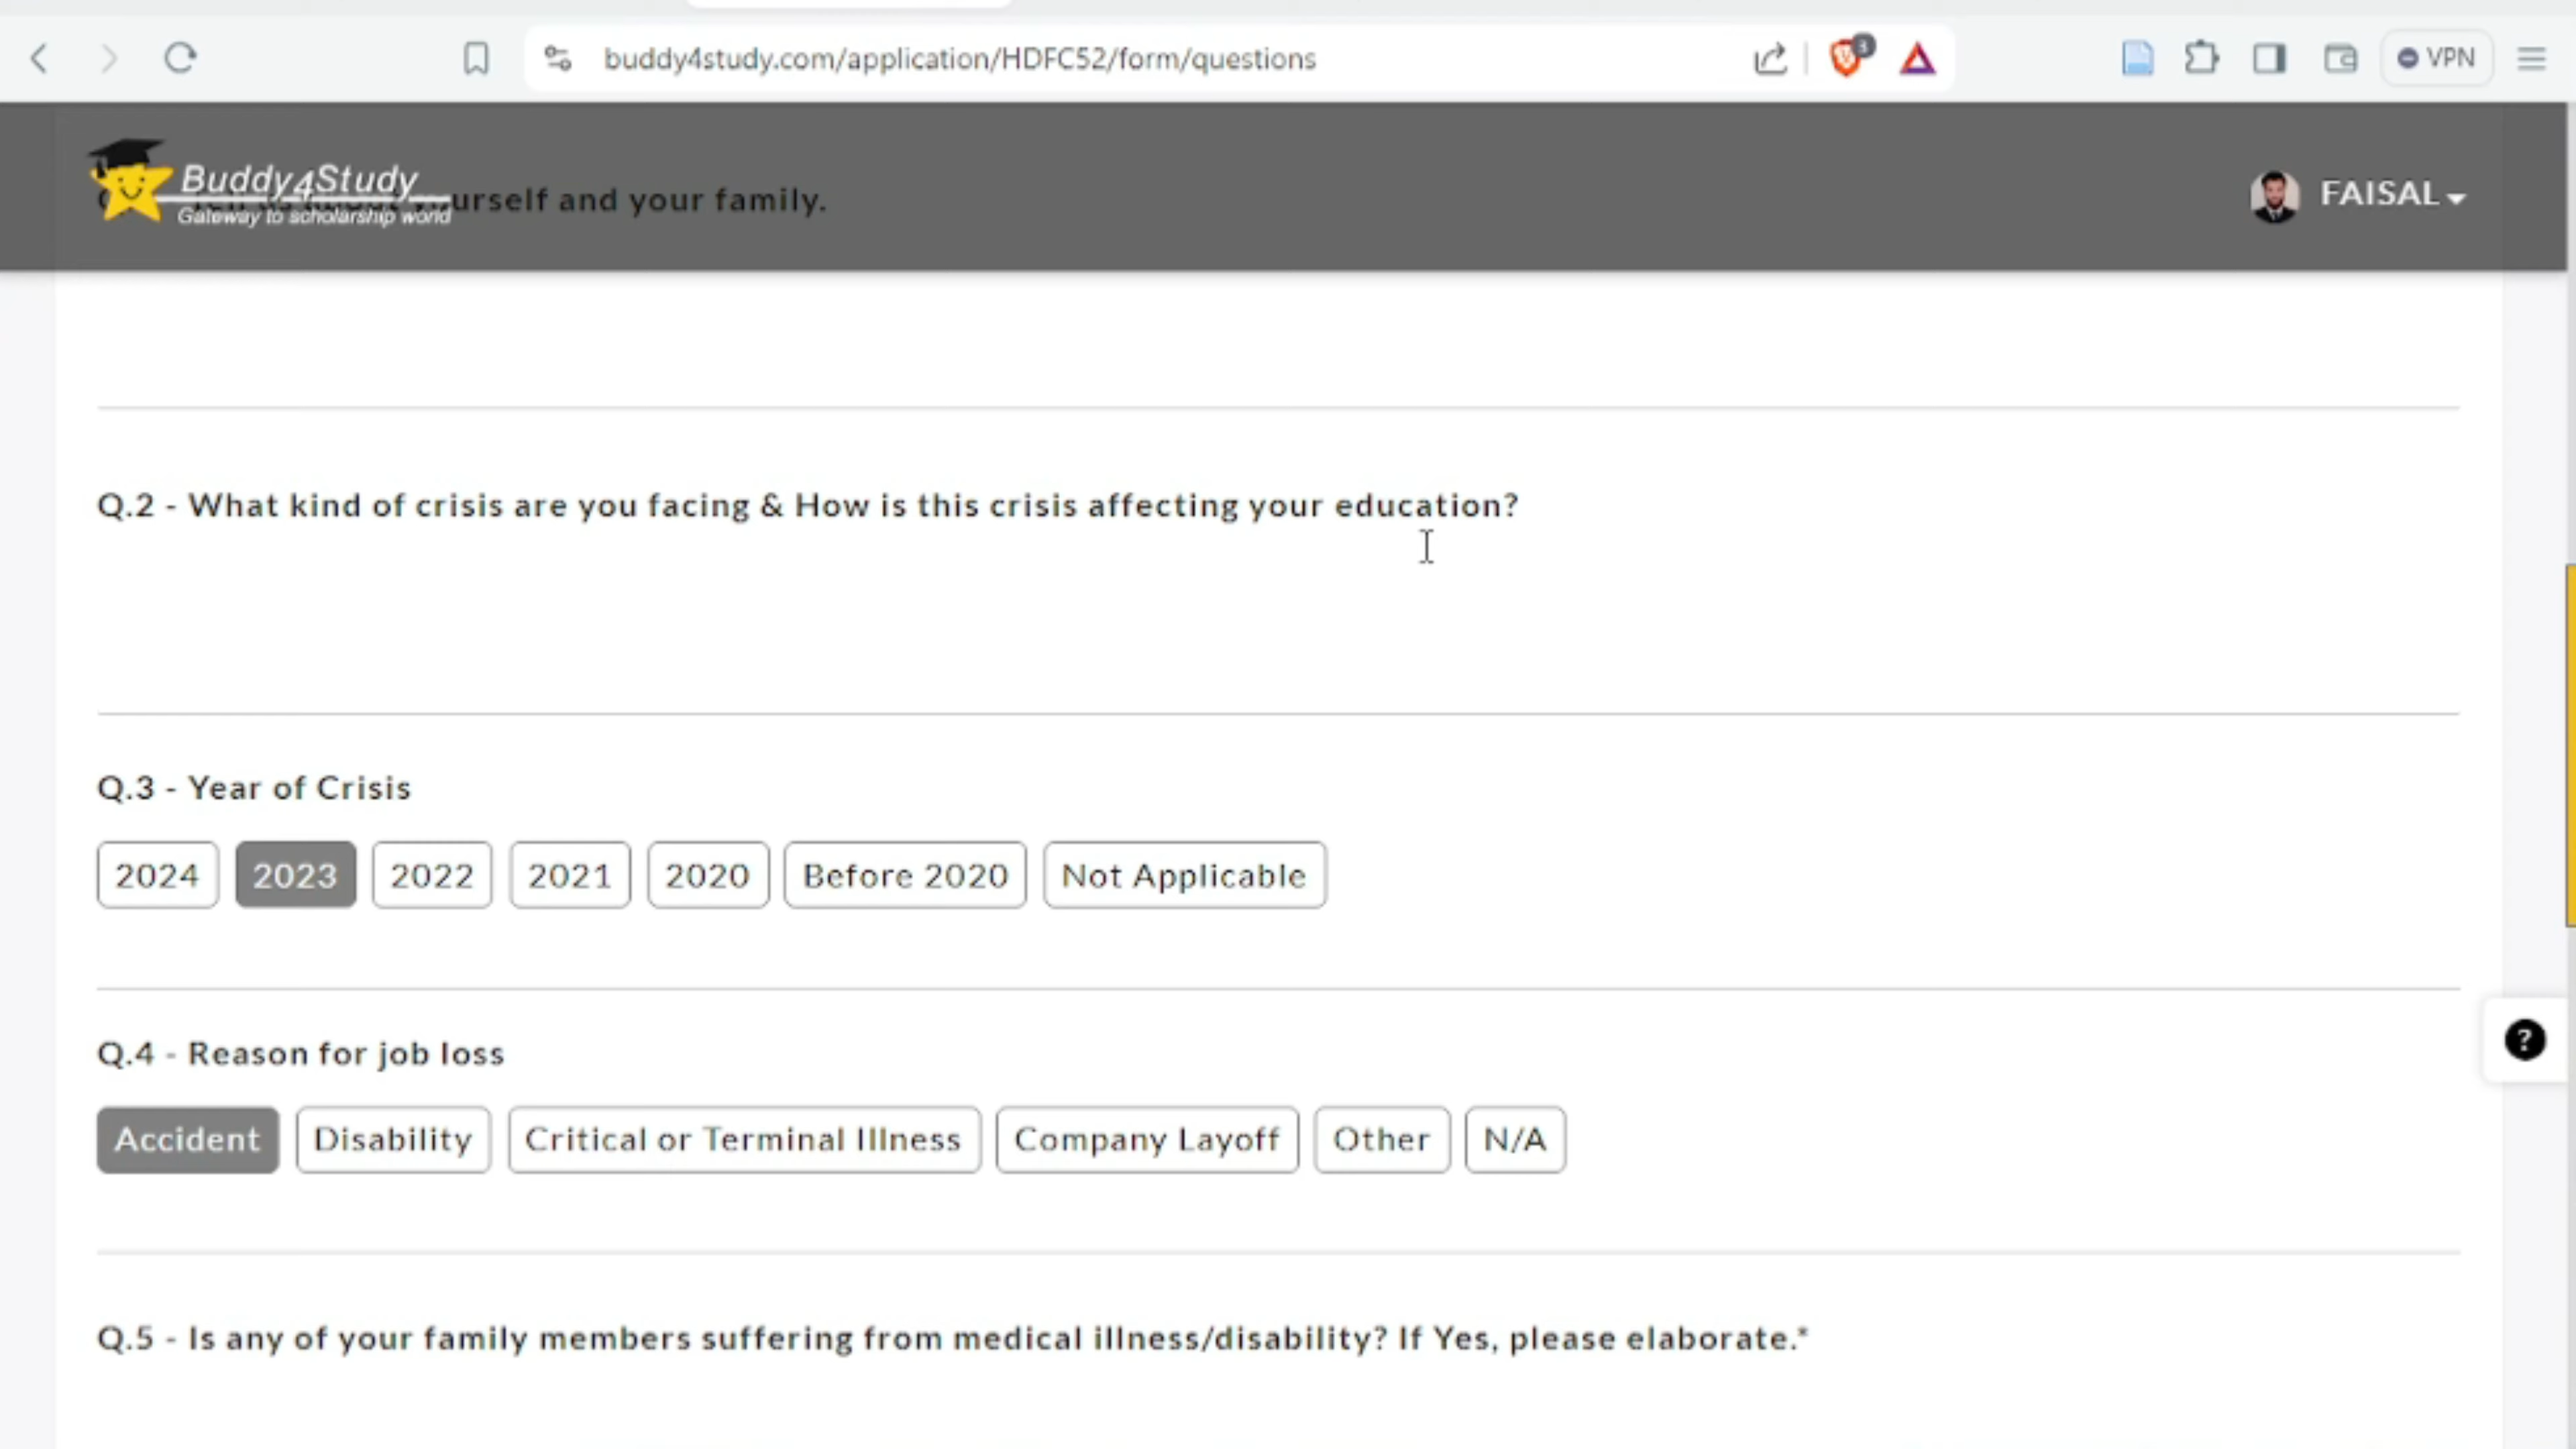 buddy4study.com/application/HDFC52/form/questions
3
VPN
Buddy4Study
Gateway to scholarship world
yourself and your family.
FAISAL
Q.2 - What kind of crisis are you facing & How is this crisis affecting your education?
Q.3 - Year of Crisis
2024 2023 2022 2021 2020 Before 2020 Not Applicable
Q.4 - Reason for job loss
Accident Disability Critical or Terminal Illness Company Layoff Other N/A
?
Q.5 - Is any of your family members suffering from medical illness/disability? If Yes, please elaborate.*